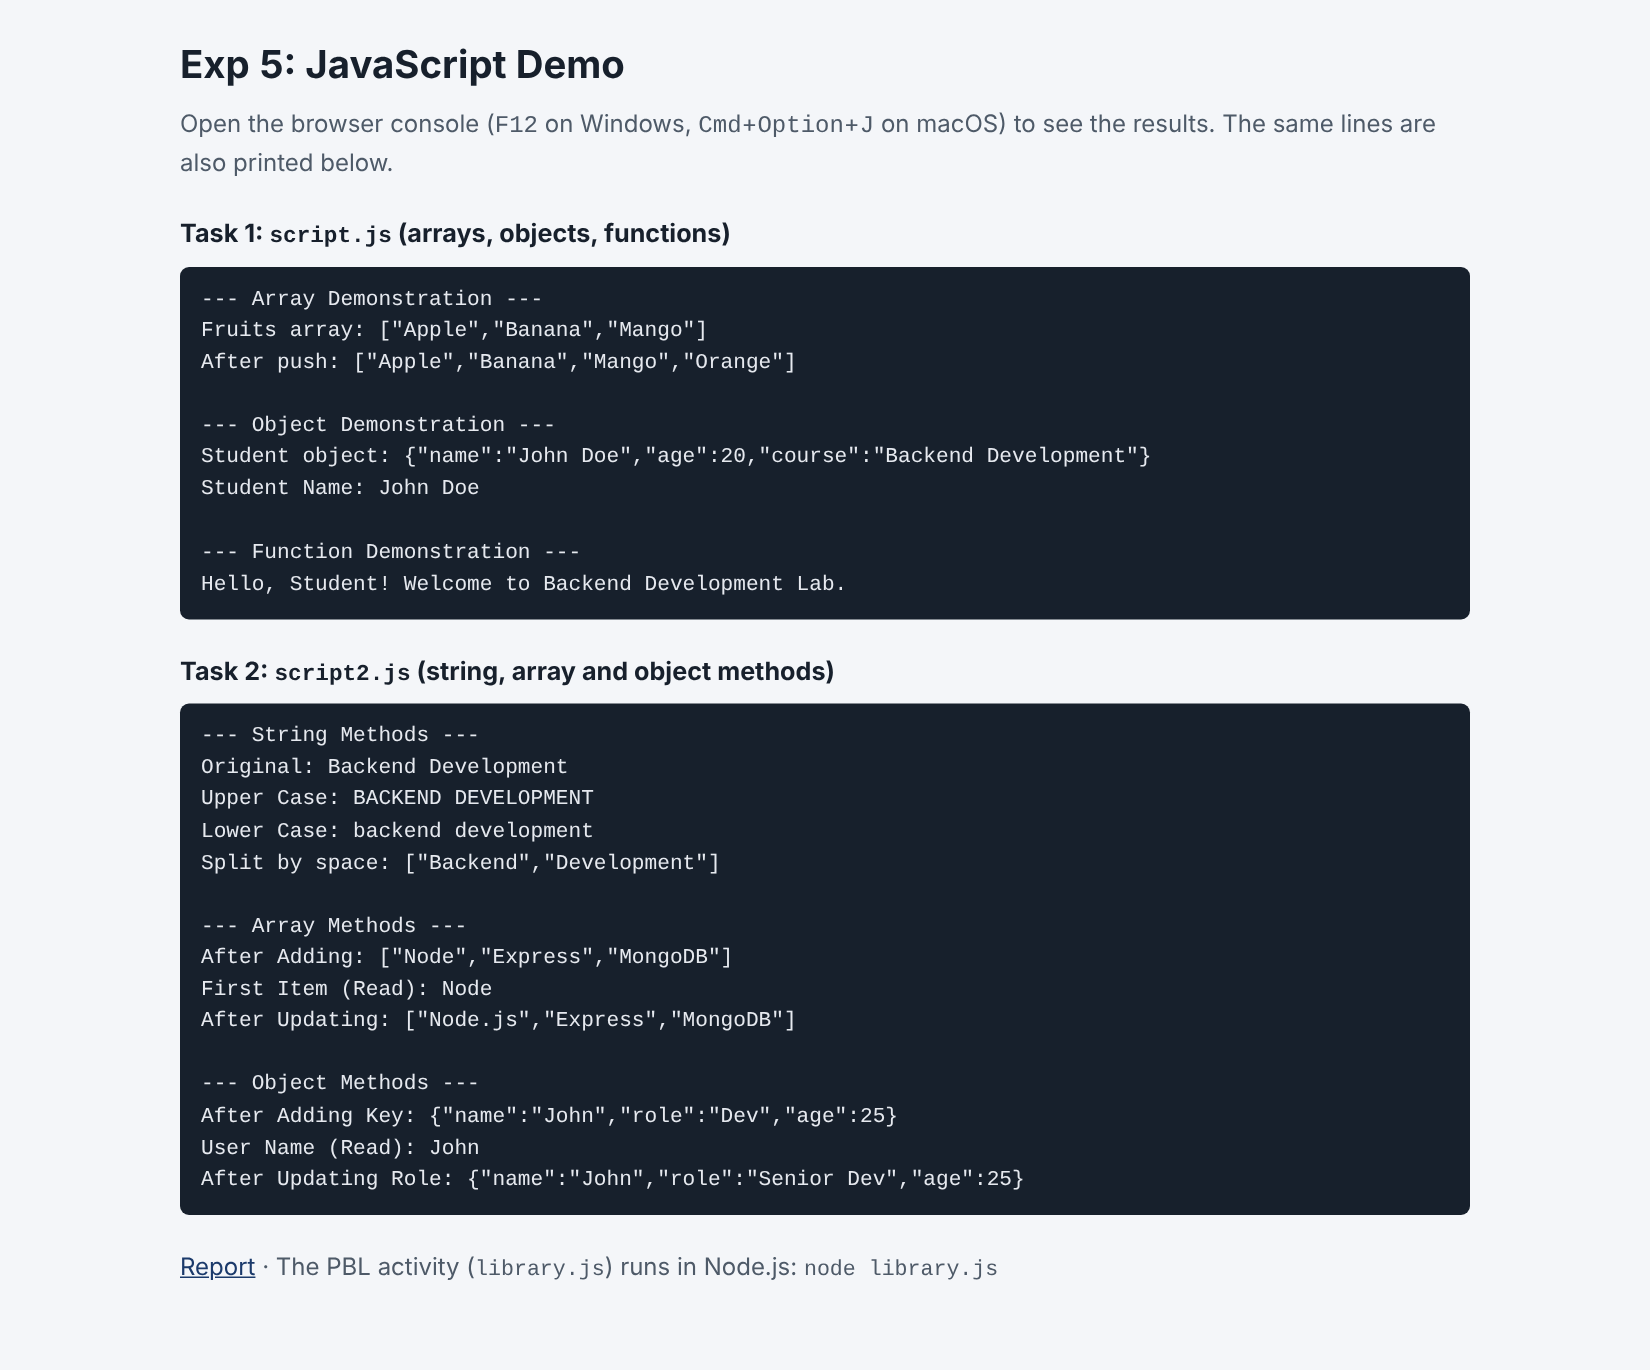 Exp 5: JavaScript Demo
Open the browser console (F12 on Windows, Cmd+Option+J on macOS) to see the results. The same lines are
also printed below.
Task 1: script.js (arrays, objects, functions)
--- Array Demonstration ---
Fruits array: ["Apple","Banana","Mango"]
After push: ["Apple","Banana","Mango","Orange"]
--- Object Demonstration ---
Student object: {"name":"John Doe","age":20,"course":"Backend Development"}
Student Name: John Doe
--- Function Demonstration ---
Hello, Student! Welcome to Backend Development Lab.
Task 2: script2.js (string, array and object methods)
--- String Methods ---
Original: Backend Development
Upper Case: BACKEND DEVELOPMENT
Lower Case: backend development
Split by space: ["Backend","Development"]
--- Array Methods ---
After Adding: ["Node","Express","MongoDB"]
First Item (Read): Node
After Updating: ["Node.js","Express","MongoDB"]
--- Object Methods ---
After Adding Key: {"name":"John","role":"Dev","age":25}
User Name (Read): John
After Updating Role: {"name":"John","role":"Senior Dev","age":25}
Report · The PBL activity (library.js) runs in Node.js: node library.js